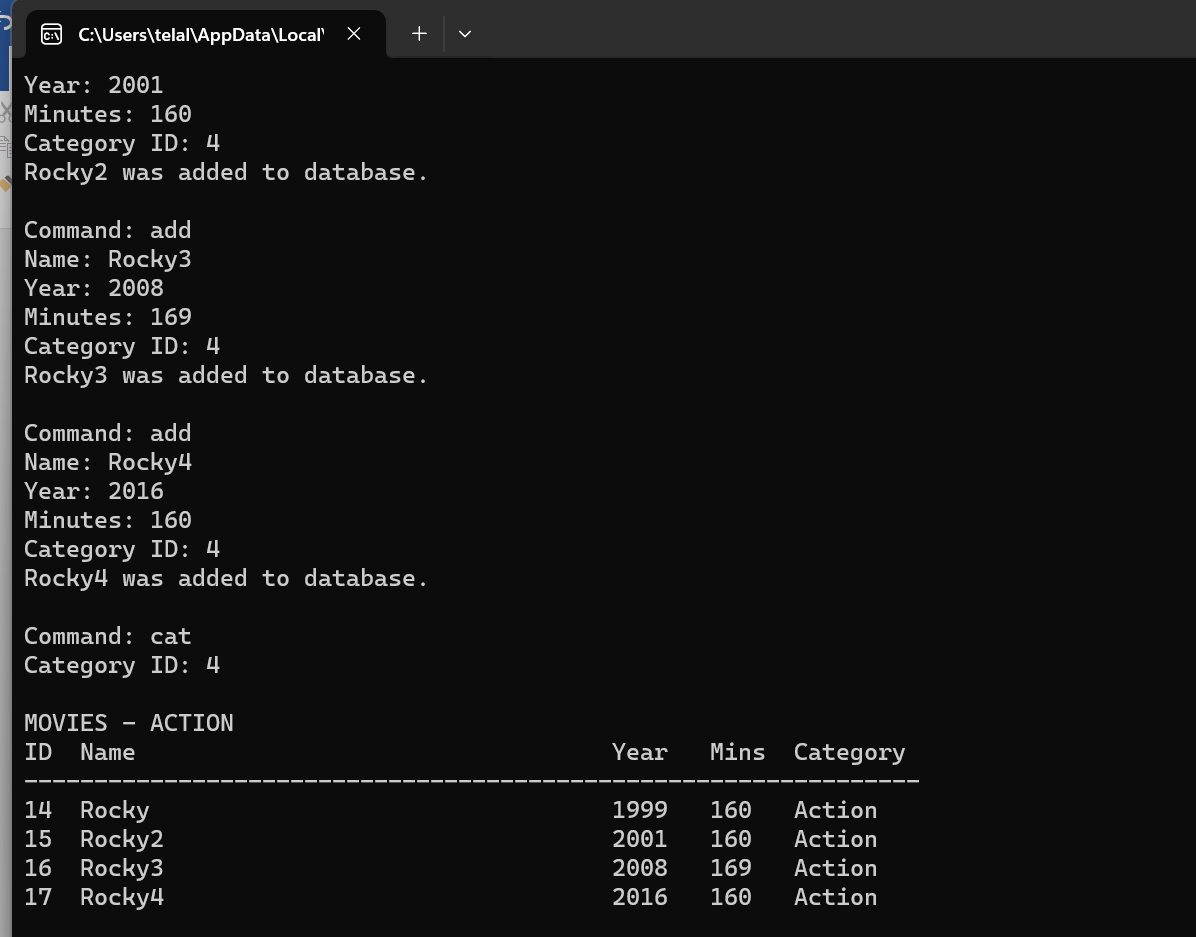 C:\Users\telal\AppData\Local\
Year: 2001
Minutes: 160
Category ID: 4
Rocky2 was added to database.
Command: add
Name: Rocky3
Year: 2008
Minutes: 169
Category ID: 4
Rocky3 was added to database.
Command: add
Name: Rocky4
Year: 2016
Minutes: 160
Category ID: 4
Rocky4 was added to database.
Command: cat
Category ID: 4
MOVIES - ACTION
ID Name Year Mins Category
----------------------------------------------------------------
14 Rocky 1999 160 Action
15 Rocky2 2001 160 Action
16 Rocky3 2008 169 Action
17 Rocky4 2016 160 Action